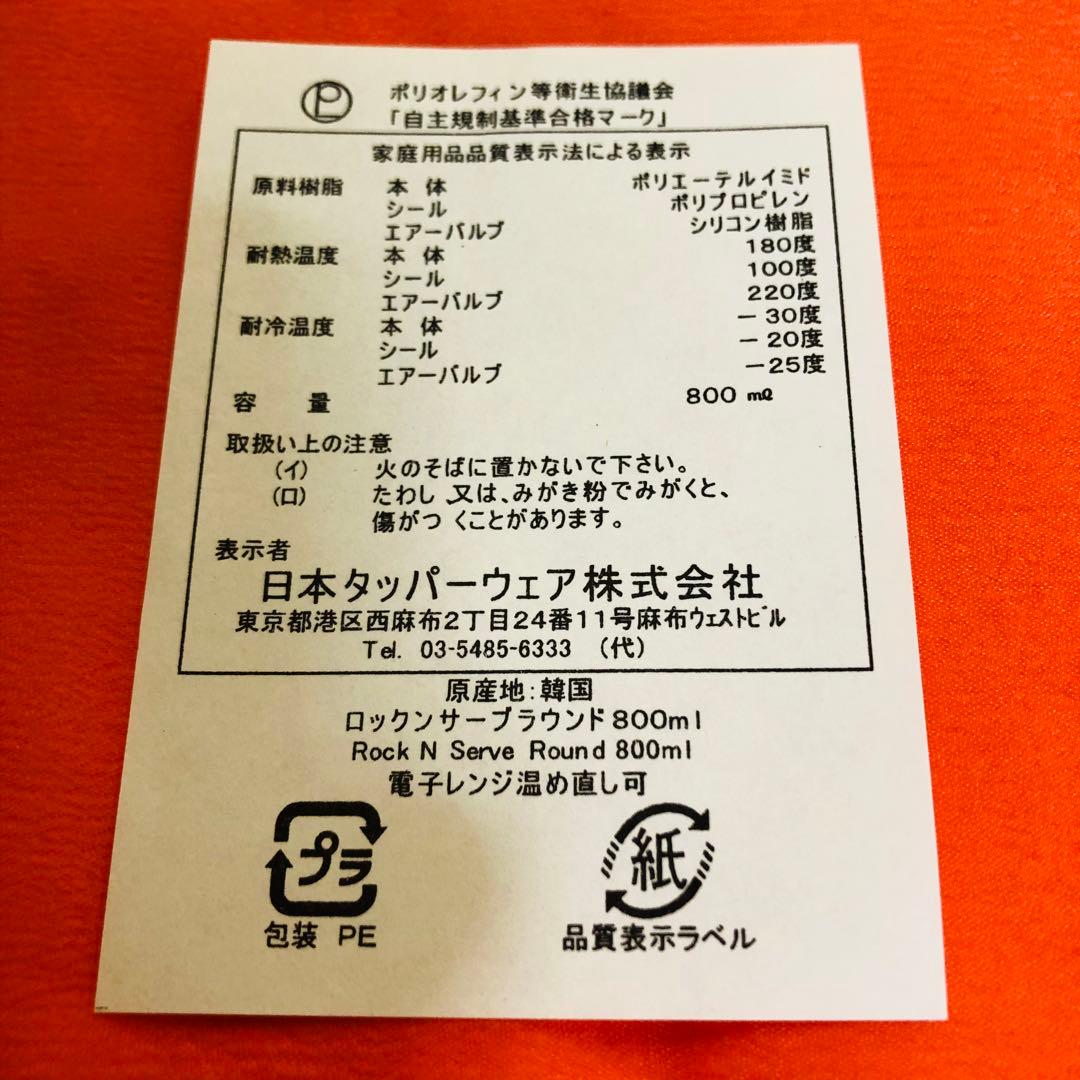 ポリオレフィン等衛生協議会
「自主規制基準合格マーク」
家庭用品品質表示法による表示
原料樹脂 本 体 ポリエーテルイミド
シール ポリプロピレン
エアーバルブ シリコン樹脂
耐熱温度 本 体 180度
シール 100度
エアーバルブ 220度
耐冷温度 本 体 −30度
シール −20度
エアーバルブ −25度
容 量 800 ㎖
取扱い上の注意
(イ) 火のそばに置かないで下さい。
(ロ) たわし、又は、みがき粉でみがくと、
傷がつくことがあります。
表示者
日本タッパーウェア株式会社
東京都港区西麻布2丁目24番11号麻布ｳｪｽﾄﾋﾞﾙ
Tel. 03-5485-6333 (代)
原産地:韓国
ロックンサーブラウンド800ml
Rock N Serve Round 800ml
電子レンジ温め直し可
プラ 紙
包装 PE 品質表示ラベル